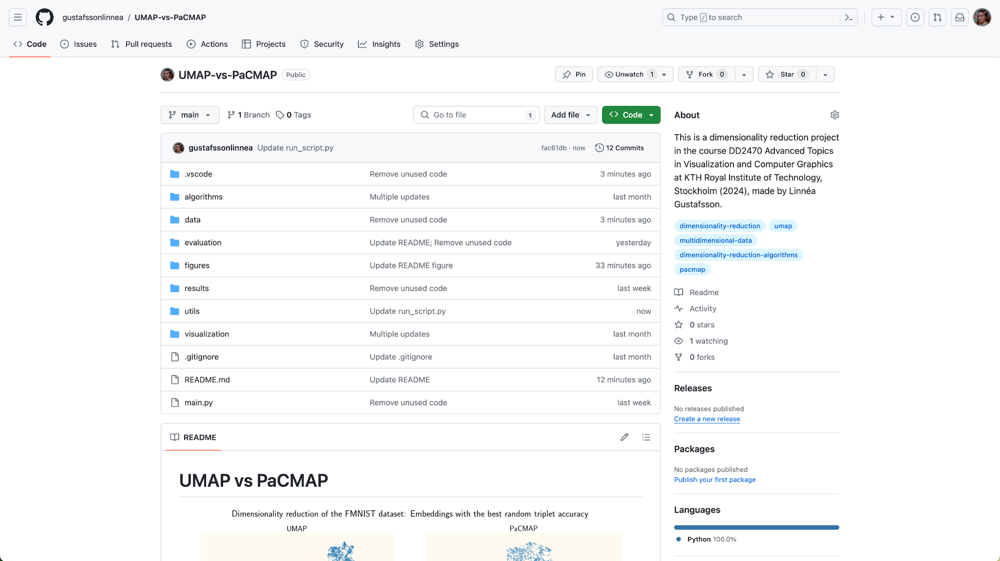 gustafssonlinnea / UMAP-vs-PaCMAP
Type / to search
Code Issues Pull requests Actions Projects Security Insights Settings
UMAP-vs-PaCMAP Public
Pin Unwatch 1 Fork 0 Star 0
main 1 Branch 0 Tags
Go to file t Add file Code
gustafssonlinnea Update run_script.py fac61db · now 12 Commits
.vscode Remove unused code 3 minutes ago
algorithms Multiple updates last month
data Remove unused code 3 minutes ago
evaluation Update README; Remove unused code yesterday
figures Update README figure 33 minutes ago
results Remove unused code last week
utils Update run_script.py now
visualization Multiple updates last month
.gitignore Update .gitignore last month
README.md Update README 12 minutes ago
main.py Remove unused code last week
README
UMAP vs PaCMAP
Dimensionality reduction of the FMNIST dataset: Embeddings with the best random triplet accuracy
UMAP PaCMAP
About
This is a dimensionality reduction project
in the course DD2470 Advanced Topics
in Visualization and Computer Graphics
at KTH Royal Institute of Technology,
Stockholm (2024), made by Linnéa
Gustafsson.
dimensionality-reduction umap
multidimensional-data
dimensionality-reduction-algorithms
pacmap
Readme
Activity
0 stars
1 watching
0 forks
Releases
No releases published
Create a new release
Packages
No packages published
Publish your first package
Languages
Python 100.0%